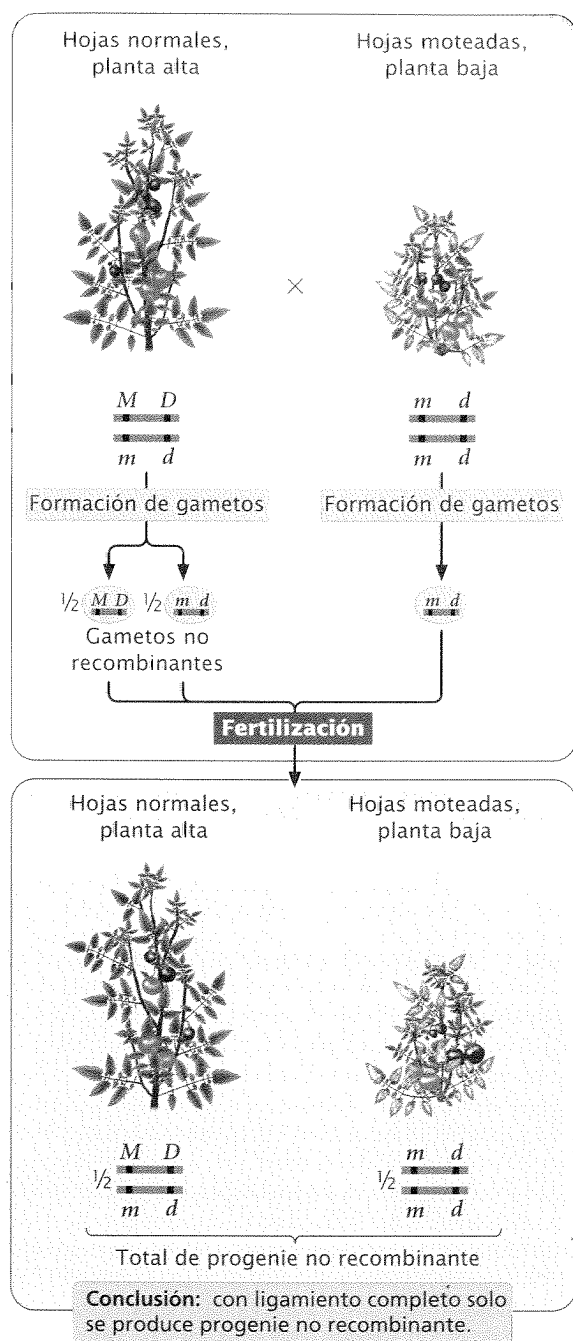 Hojas normales,
planta alta
Hojas moteadas,
planta baja
×
M D
m d
m d
m d
Formación de gametos
Formación de gametos
½ M D ½ m d
m d
Gametos no
recombinantes
Fertilización
Hojas normales,
planta alta
Hojas moteadas,
planta baja
M D
½
m d
m d
½
m d
Total de progenie no recombinante
Conclusión: con ligamiento completo solo
se produce progenie no recombinante.